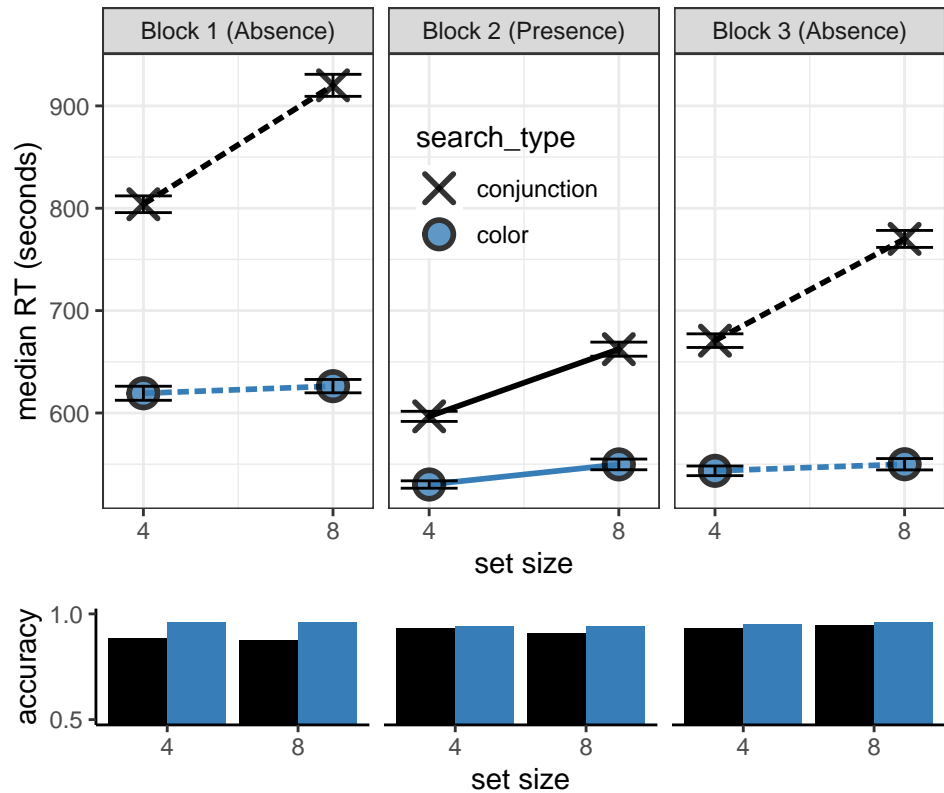 Block 1 (Absence)
Block 2 (Presence)
Block 3 (Absence)
median RT (seconds)
900
800
700
600
search_type
conjunction
color
4
8
4
8
4
8
set size
accuracy
1.0
0.5
4
8
4
8
4
8
set size